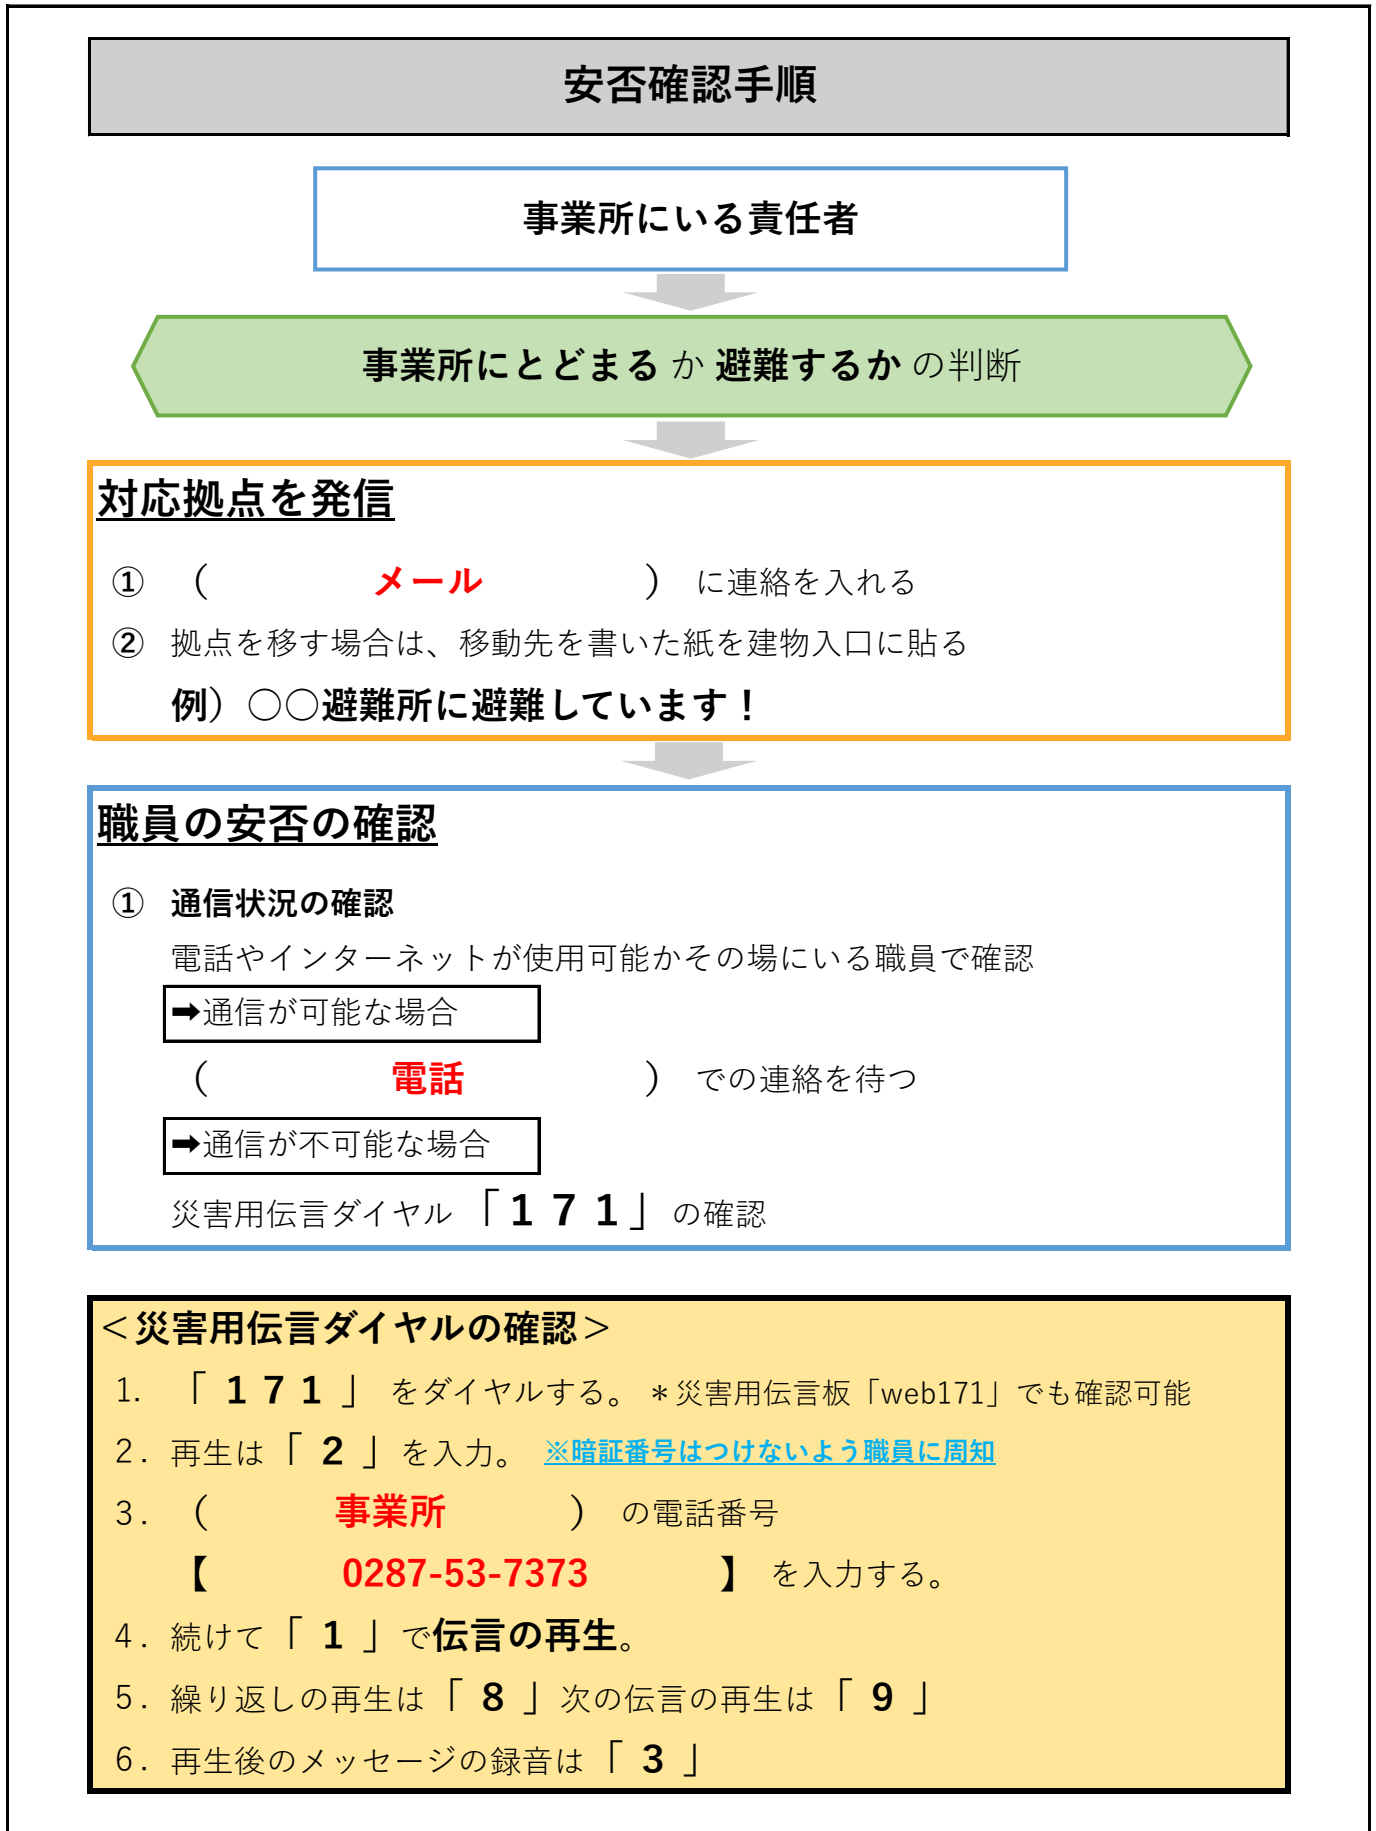 安否確認手順
事業所にいる責任者
事業所にとどまる か 避難するか の判断
対応拠点を発信
① （ メール ） に連絡を入れる
② 拠点を移す場合は、移動先を書いた紙を建物入口に貼る
例）○○避難所に避難しています！
職員の安否の確認
① 通信状況の確認
電話やインターネットが使用可能かその場にいる職員で確認
➡通信が可能な場合
（ 電話 ） での連絡を待つ
➡通信が不可能な場合
災害用伝言ダイヤル「１７１」の確認
＜災害用伝言ダイヤルの確認＞
1. 「１７１」をダイヤルする。＊災害用伝言板「web171」でも確認可能
2. 再生は「２」を入力。 ※暗証番号はつけないよう職員に周知
3. （ 事業所 ） の電話番号
【 0287-53-7373 】 を入力する。
4. 続けて「１」で伝言の再生。
5. 繰り返しの再生は「８」次の伝言の再生は「９」
6. 再生後のメッセージの録音は「３」